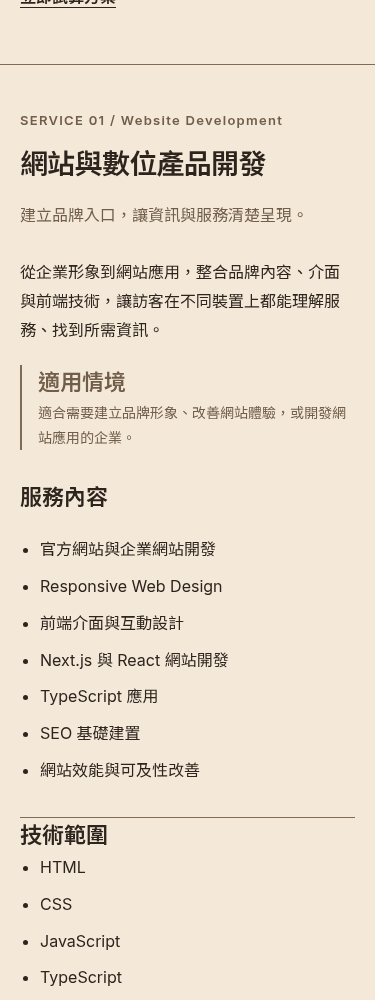 立即試算方案
SERVICE 01 / Website Development
網站與數位產品開發
建立品牌入口，讓資訊與服務清楚呈現。
從企業形象到網站應用，整合品牌內容、介面
與前端技術，讓訪客在不同裝置上都能理解服
務、找到所需資訊。
適用情境
適合需要建立品牌形象、改善網站體驗，或開發網
站應用的企業。
服務內容
官方網站與企業網站開發
Responsive Web Design
前端介面與互動設計
Next.js 與 React 網站開發
TypeScript 應用
SEO 基礎建置
網站效能與可及性改善
技術範圍
HTML
CSS
JavaScript
TypeScript